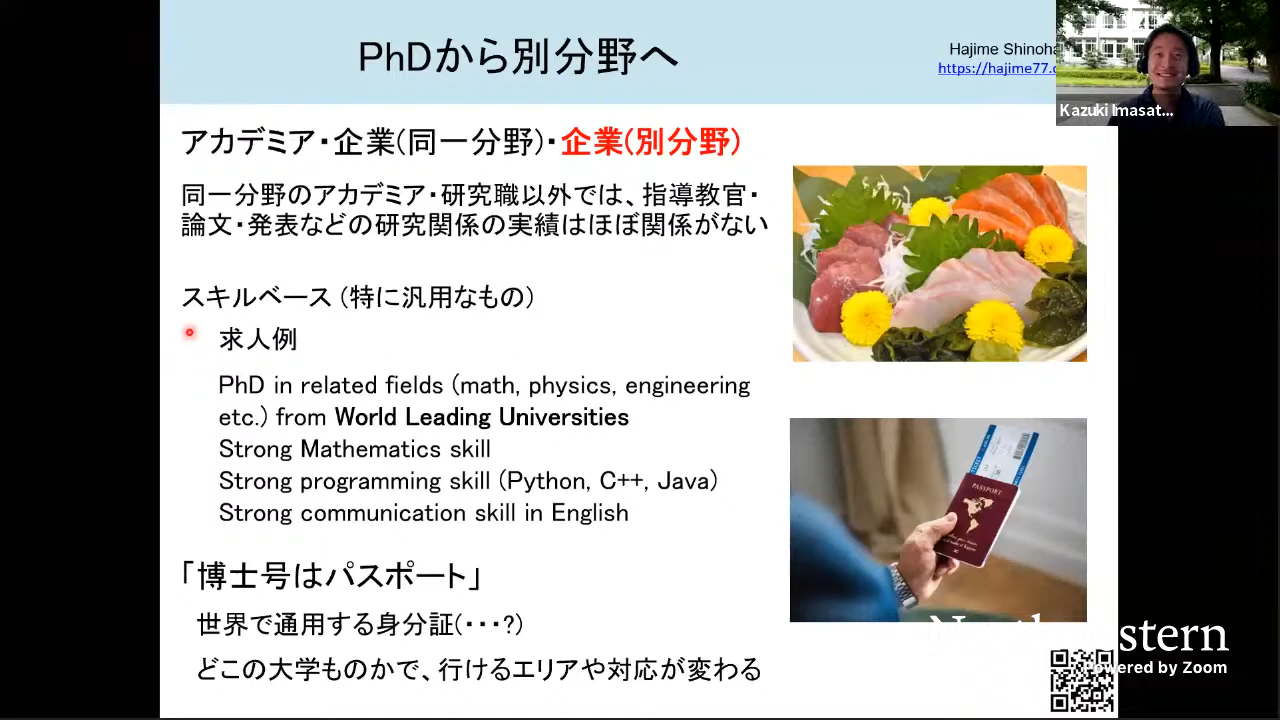 PhDから別分野へ
Hajime Shinoha
https://hajime77.c
Kazuki Imasat...
アカデミア・企業(同一分野)・企業(別分野)
同一分野のアカデミア・研究職以外では、指導教官・
論文・発表などの研究関係の実績はほぼ関係がない
スキルベース (特に汎用なもの)
求人例
PhD in related fields (math, physics, engineering
etc.) from World Leading Universities
Strong Mathematics skill
Strong programming skill (Python, C++, Java)
Strong communication skill in English
PASSPORT
「博士号はパスポート」
世界で通用する身分証(・・・?)
どこの大学ものかで、行けるエリアや対応が変わる
Northwestern
Powered by Zoom